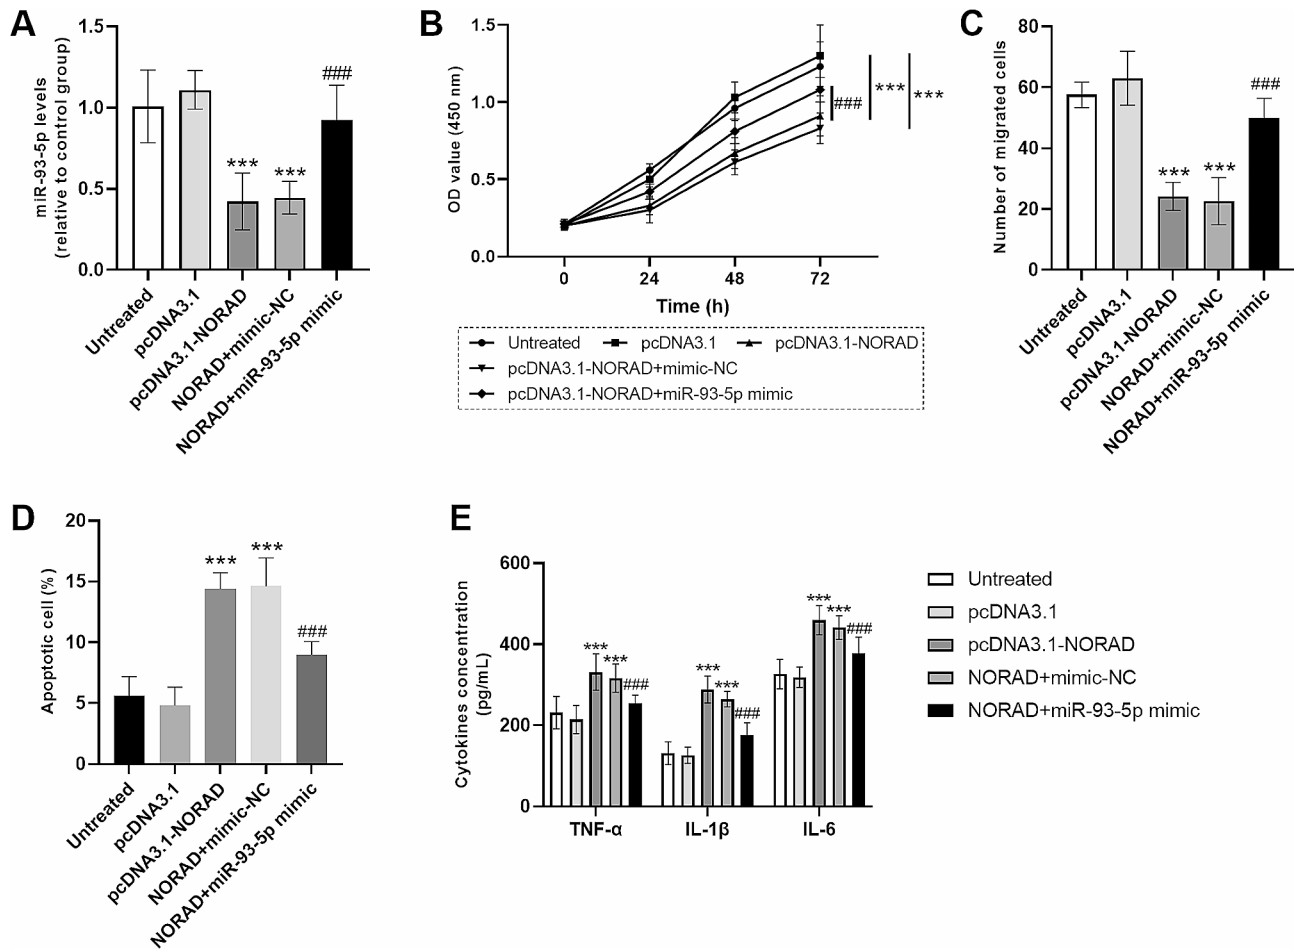 A
miR-93-5p levels
(relative to control group)
1.5
1.0
0.5
0.0
***
***
###
Untreated
pcDNA3.1
pcDNA3.1-NORAD
NORAD+mimic-NC
NORAD+miR-93-5p mimic
B
OD value (450 nm)
1.5
1.0
0.5
0.0
0
24
48
72
Time (h)
###
***
***
Untreated
pcDNA3.1
pcDNA3.1-NORAD
pcDNA3.1-NORAD+mimic-NC
pcDNA3.1-NORAD+miR-93-5p mimic
C
Number of migrated cells
80
60
40
20
0
***
***
###
Untreated
pcDNA3.1
pcDNA3.1-NORAD
NORAD+mimic-NC
NORAD+miR-93-5p mimic
D
Apoptotic cell (%)
20
15
10
5
0
***
***
###
Untreated
pcDNA3.1
pcDNA3.1-NORAD
NORAD+mimic-NC
NORAD+miR-93-5p mimic
E
Cytokines concentration
(pg/mL)
600
400
200
0
***
***
###
***
***
###
***
***
###
TNF-α
IL-1β
IL-6
Untreated
pcDNA3.1
pcDNA3.1-NORAD
NORAD+mimic-NC
NORAD+miR-93-5p mimic